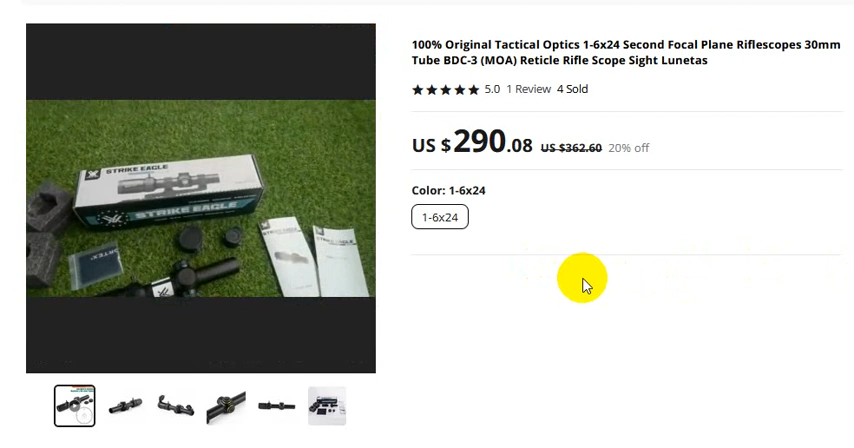 100% Original Tactical Optics 1-6x24 Second Focal Plane Riflescopes 30mm
Tube BDC-3 (MOA) Reticle Rifle Scope Sight Lunetas
5.0 1 Review 4 Sold
US $290.08 US $362.60 20% off
Color: 1-6x24
1-6x24
STRIKE EAGLE
STRIKE EAGLE